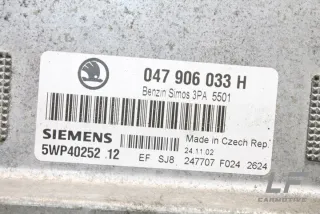 047 906 033 H
Benzin Simos 3PA 5501
SIEMENS
Made in Czech Rep.
5WP40252 12
24.11.02
EF SJ8 247707 F024 2624
LF
CARMOTIVE